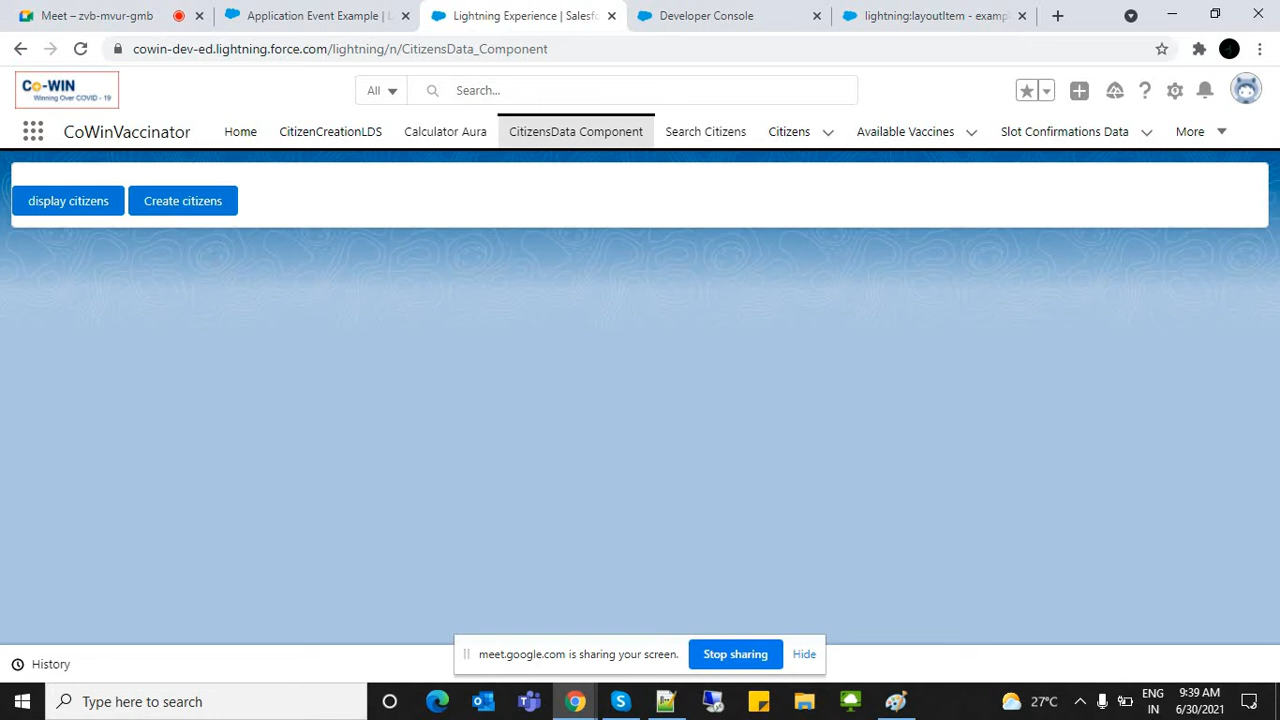 Meet – zvb-mvur-gmb
Application Event Example | L
Lightning Experience | Salesfo
Developer Console
lightning:layoutItem - exampl
cowin-dev-ed.lightning.force.com/lightning/n/CitizensData_Component
Co-WIN
Winning Over COVID - 19
All
Search...
CoWinVaccinator
Home
CitizenCreationLDS
Calculator Aura
CitizensData Component
Search Citizens
Citizens
Available Vaccines
Slot Confirmations Data
More
display citizens
Create citizens
meet.google.com is sharing your screen.
Stop sharing
Hide
History
Type here to search
27°C
ENG
IN
9:39 AM
6/30/2021